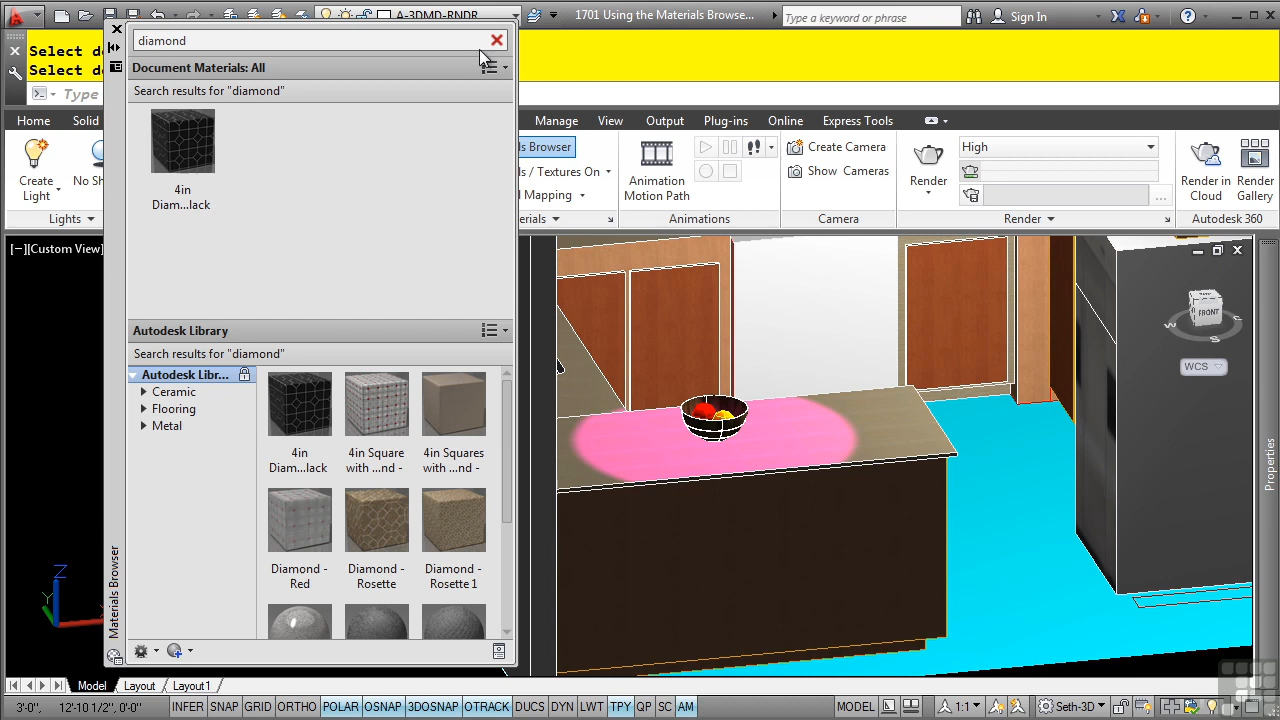 A-3DMD-RNDR
1701 Using the Materials Browse...
Type a keyword or phrase
Sign In
Select d
Select d
Type
diamond
Document Materials: All
Search results for "diamond"
4in
Diam...lack
Home
Solid
Manage
View
Output
Plug-ins
Online
Express Tools
Create
Light
No Sh
Lights
ls Browser
ls / Textures On
l Mapping
erials
Animation
Motion Path
Animations
Create Camera
Show Cameras
Camera
Render
High
Render
Render in
Cloud
Render
Gallery
Autodesk 360
[−][Custom View]
Autodesk Library
Search results for "diamond"
Autodesk Libr...
Ceramic
Flooring
Metal
4in
Diam...lack
4in Square
with ...nd -
4in Squares
with ...nd -
Diamond -
Red
Diamond -
Rosette
Diamond -
Rosette 1
Materials Browser
FRONT
W
S
WCS
Properties
Z
Y
Model
Layout
Layout1
3'-0", 12'-10 1/2", 0'-0"
INFER
SNAP
GRID
ORTHO
POLAR
OSNAP
3DOSNAP
OTRACK
DUCS
DYN
LWT
TPY
QP
SC
AM
MODEL
1:1
Seth-3D